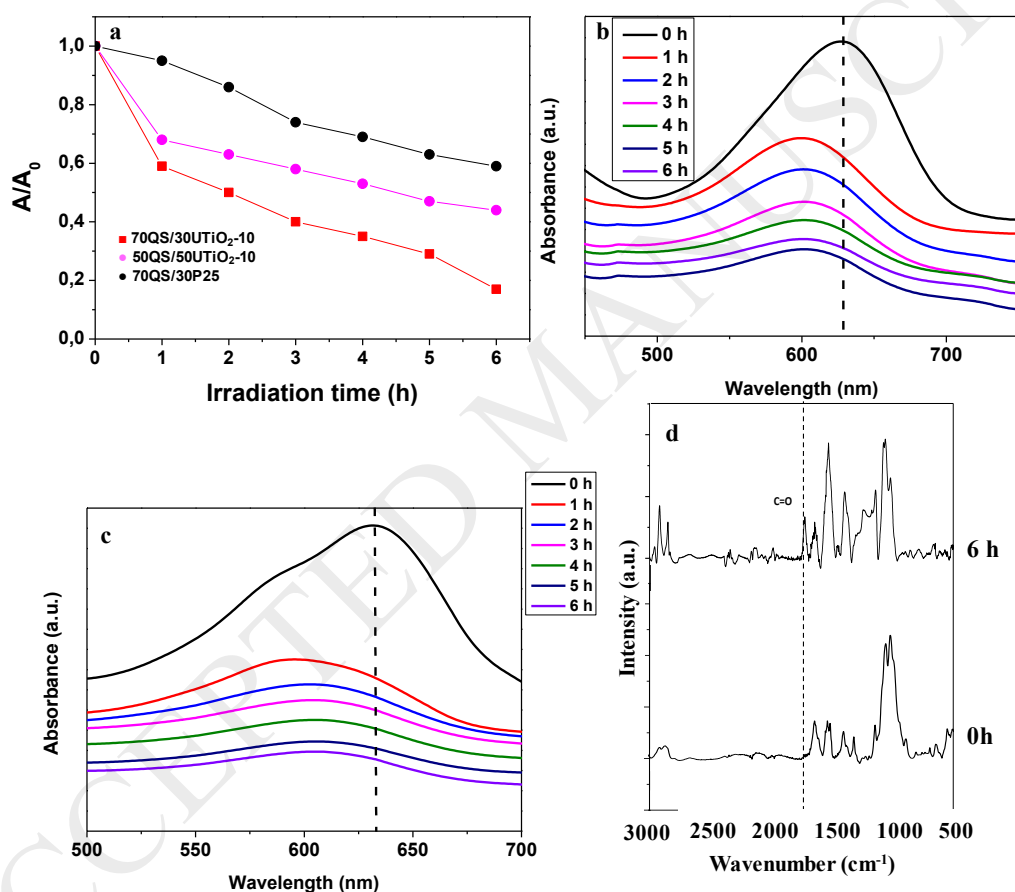 a
1,0
0,8
0,6
0,4
0,2
0,0
A/A₀
70QS/30UTiO₂-10
50QS/50UTiO₂-10
70QS/30P25
0 1 2 3 4 5 6
Irradiation time (h)
b
0 h
1 h
2 h
3 h
4 h
5 h
6 h
Absorbance (a.u.)
500 600 700
Wavelength (nm)
c
0 h
1 h
2 h
3 h
4 h
5 h
6 h
Absorbance (a.u.)
500 550 600 650 700
Wavelength (nm)
d
C=O
6 h
0h
Intensity (a.u.)
3000 2500 2000 1500 1000 500
Wavenumber (cm⁻¹)
CCEPTED MANUSCI